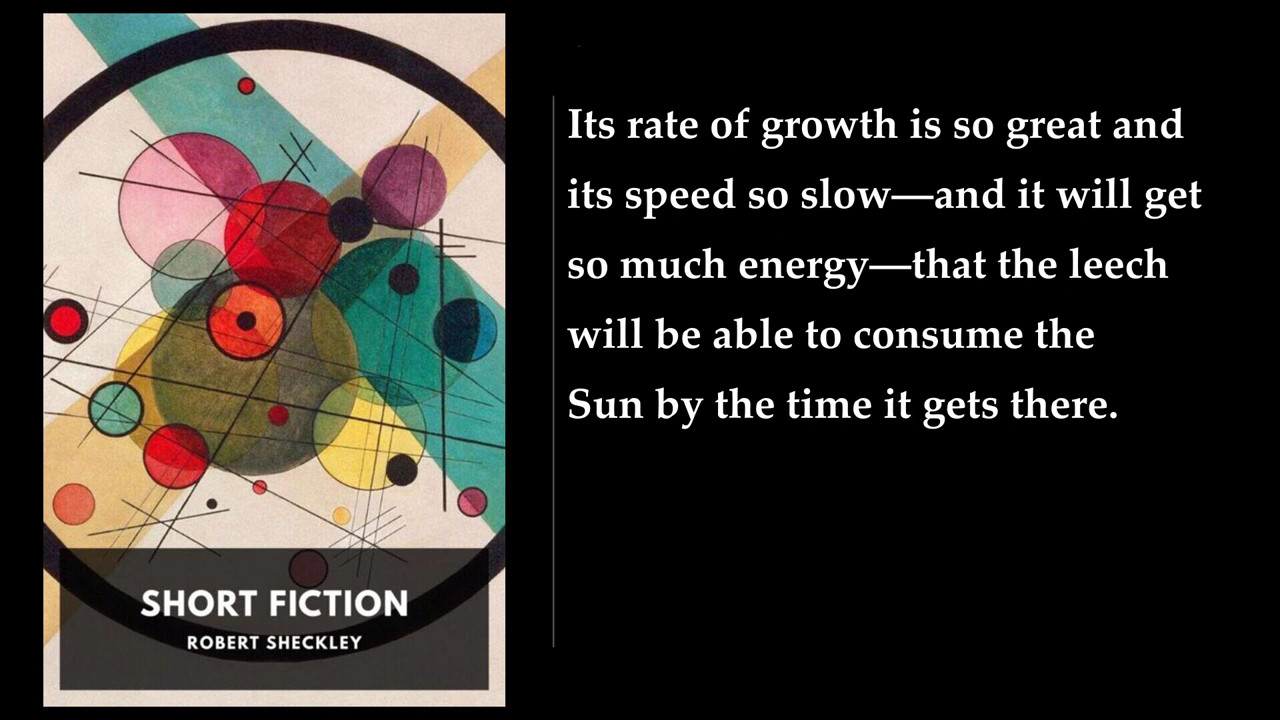 SHORT FICTION
ROBERT SHECKLEY
Its rate of growth is so great and
its speed so slow—and it will get
so much energy—that the leech
will be able to consume the
Sun by the time it gets there.